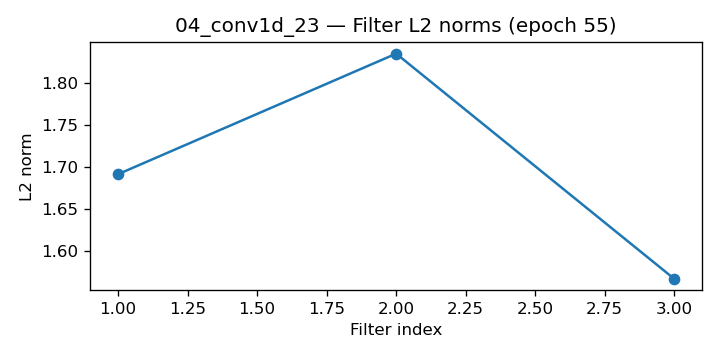 04_conv1d_23 — Filter L2 norms (epoch 55)
L2 norm
1.80
1.75
1.70
1.65
1.60
1.00 1.25 1.50 1.75 2.00 2.25 2.50 2.75 3.00
Filter index